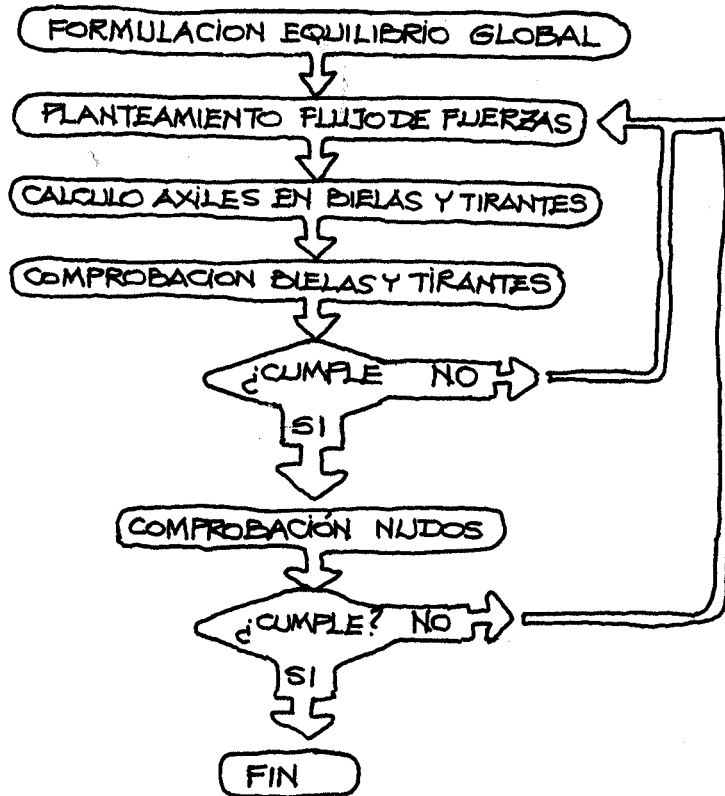 FORMULACION EQUILIBRIO GLOBAL
PLANTEAMIENTO FLUJO DE FUERZAS
CALCULO AXILES EN BIELAS Y TIRANTES
COMPROBACION BIELAS Y TIRANTES
¿CUMPLE NO
SI
COMPROBACIÓN NUDOS
¿CUMPLE? NO
SI
FIN